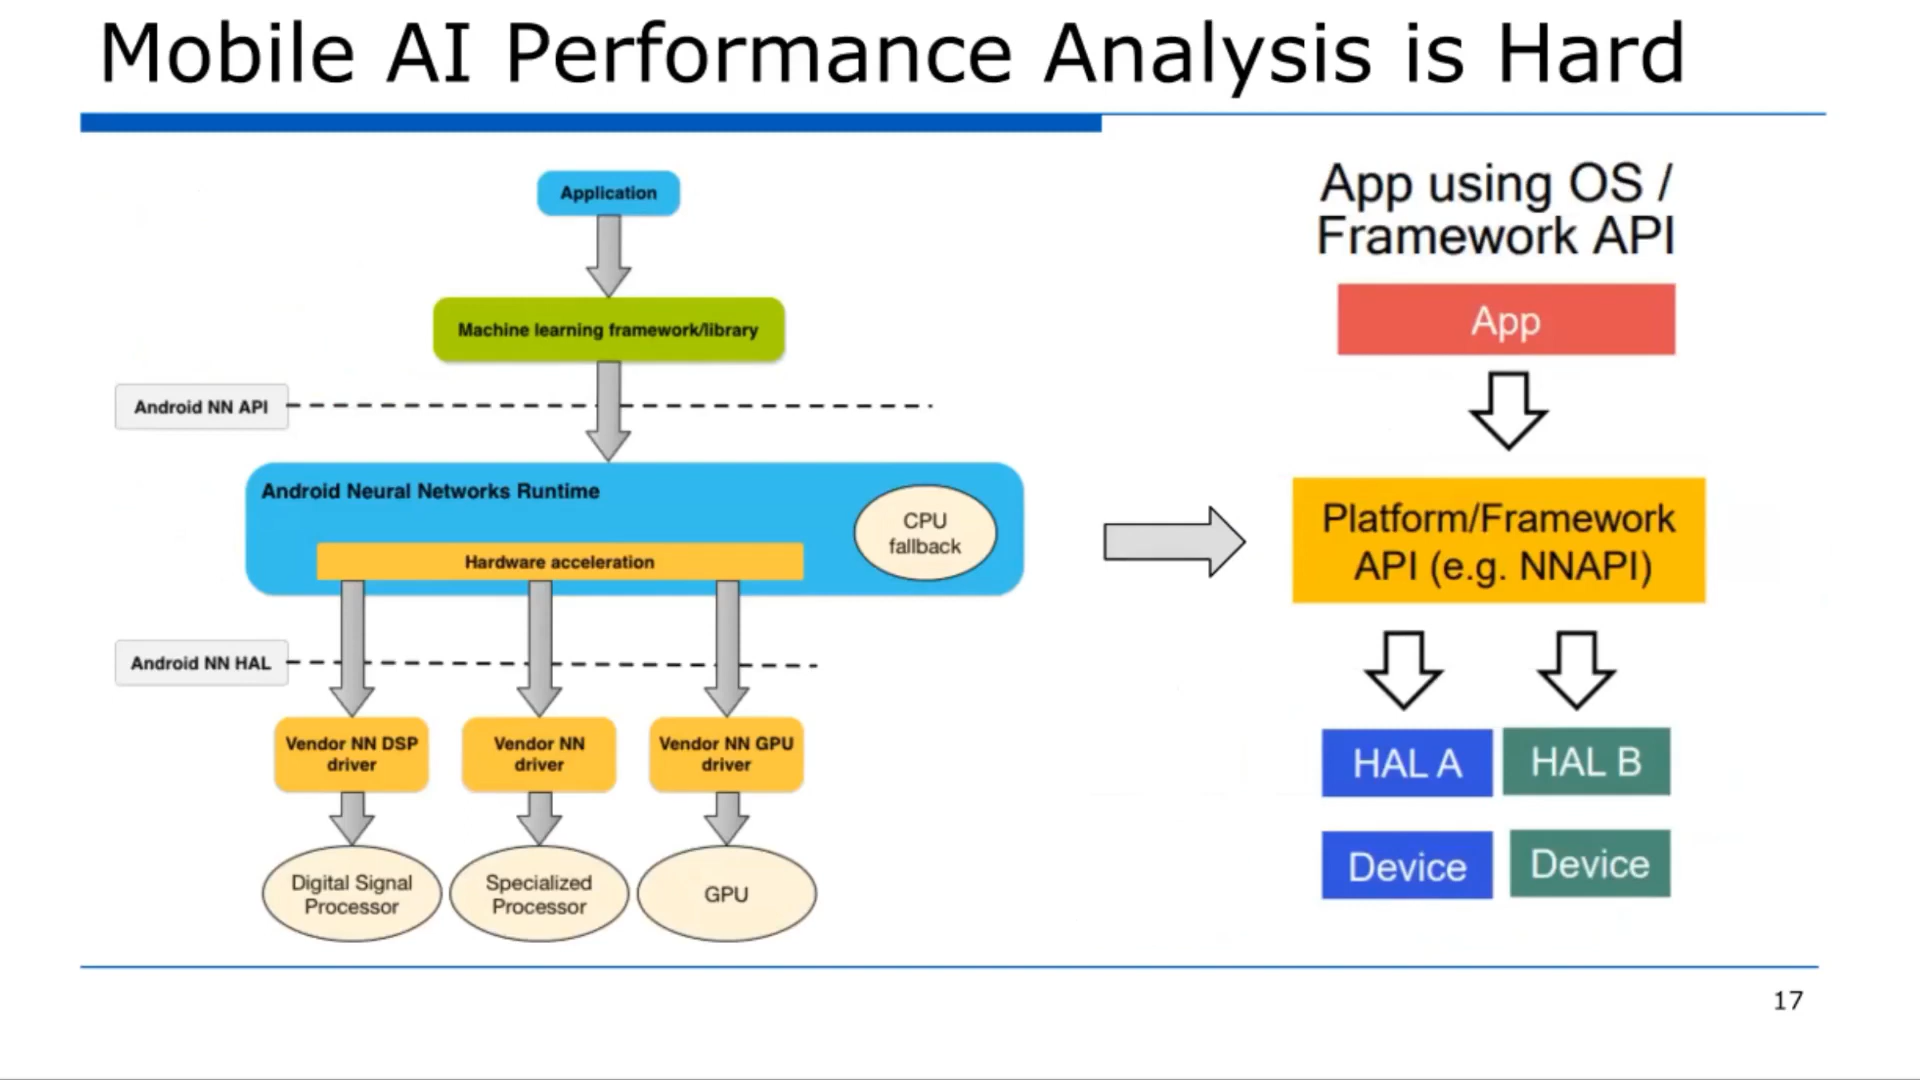 Mobile AI Performance Analysis is Hard
Application
Machine learning framework/library
Android NN API
Android Neural Networks Runtime
CPU
fallback
Hardware acceleration
Android NN HAL
Vendor NN DSP
driver
Vendor NN
driver
Vendor NN GPU
driver
Digital Signal
Processor
Specialized
Processor
GPU
App using OS /
Framework API
App
Platform/Framework
API (e.g. NNAPI)
HAL A
HAL B
Device
Device
17